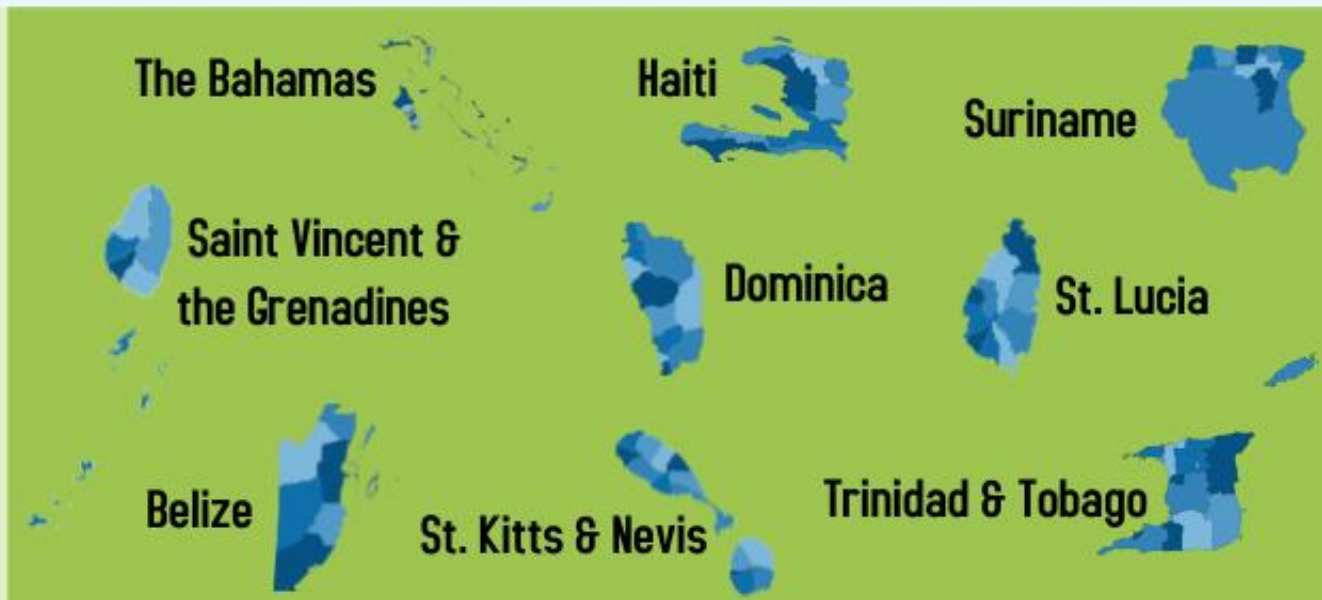 The Bahamas
Haiti
Suriname
Saint Vincent &
the Grenadines
Dominica
St. Lucia
Belize
St. Kitts & Nevis
Trinidad & Tobago